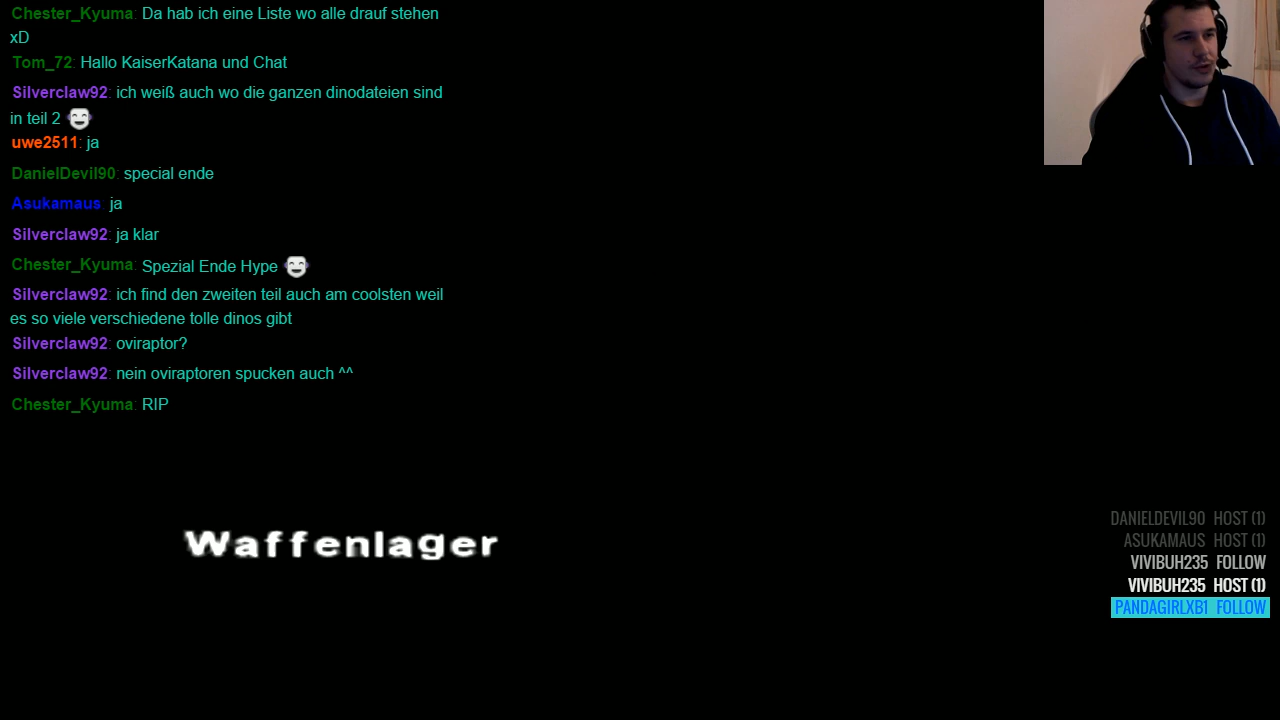 Chester_Kyuma: Da hab ich eine Liste wo alle drauf stehen
xD
Tom_72: Hallo KaiserKatana und Chat
Silverclaw92: ich weiß auch wo die ganzen dinodateien sind
in teil 2
uwe2511: ja
DanielDevil90: special ende
Asukamaus: ja
Silverclaw92: ja klar
Chester_Kyuma: Spezial Ende Hype
Silverclaw92: ich find den zweiten teil auch am coolsten weil
es so viele verschiedene tolle dinos gibt
Silverclaw92: oviraptor?
Silverclaw92: nein oviraptoren spucken auch ^^
Chester_Kyuma: RIP
Waffenlager
DANIELDEVIL90 HOST (1)
ASUKAMAUS HOST (1)
VIVIBUH235 FOLLOW
VIVIBUH235 HOST (1)
PANDAGIRLXB1 FOLLOW